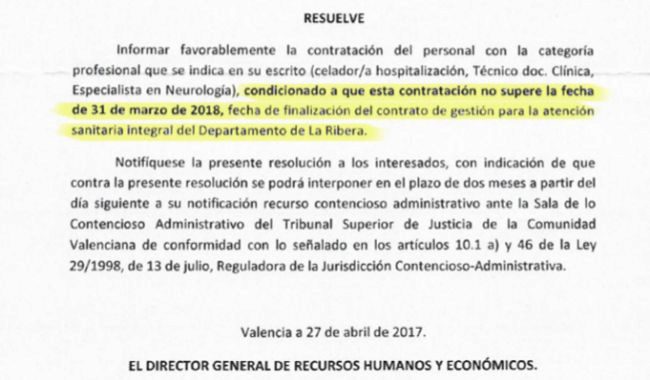 RESUELVE
Informar favorablemente la contratación del personal con la categoría
profesional que se indica en su escrito (celador/a hospitalización, Técnico doc. Clínica,
Especialista en Neurología), condicionado a que esta contratación no supere la fecha
de 31 de marzo de 2018, fecha de finalización del contrato de gestión para la atención
sanitaria integral del Departamento de La Ribera.
Notifíquese la presente resolución a los interesados, con indicación de que
contra la presente resolución se podrá interponer en el plazo de dos meses a partir del
día siguiente a su notificación recurso contencioso administrativo ante la Sala de lo
Contencioso Administrativo del Tribunal Superior de Justicia de la Comunidad
Valenciana de conformidad con lo señalado en los artículos 10.1 a) y 46 de la Ley
29/1998, de 13 de julio, Reguladora de la Jurisdicción Contencioso-Administrativa.
Valencia a 27 de abril de 2017.
EL DIRECTOR GENERAL DE RECURSOS HUMANOS Y ECONÓMICOS.